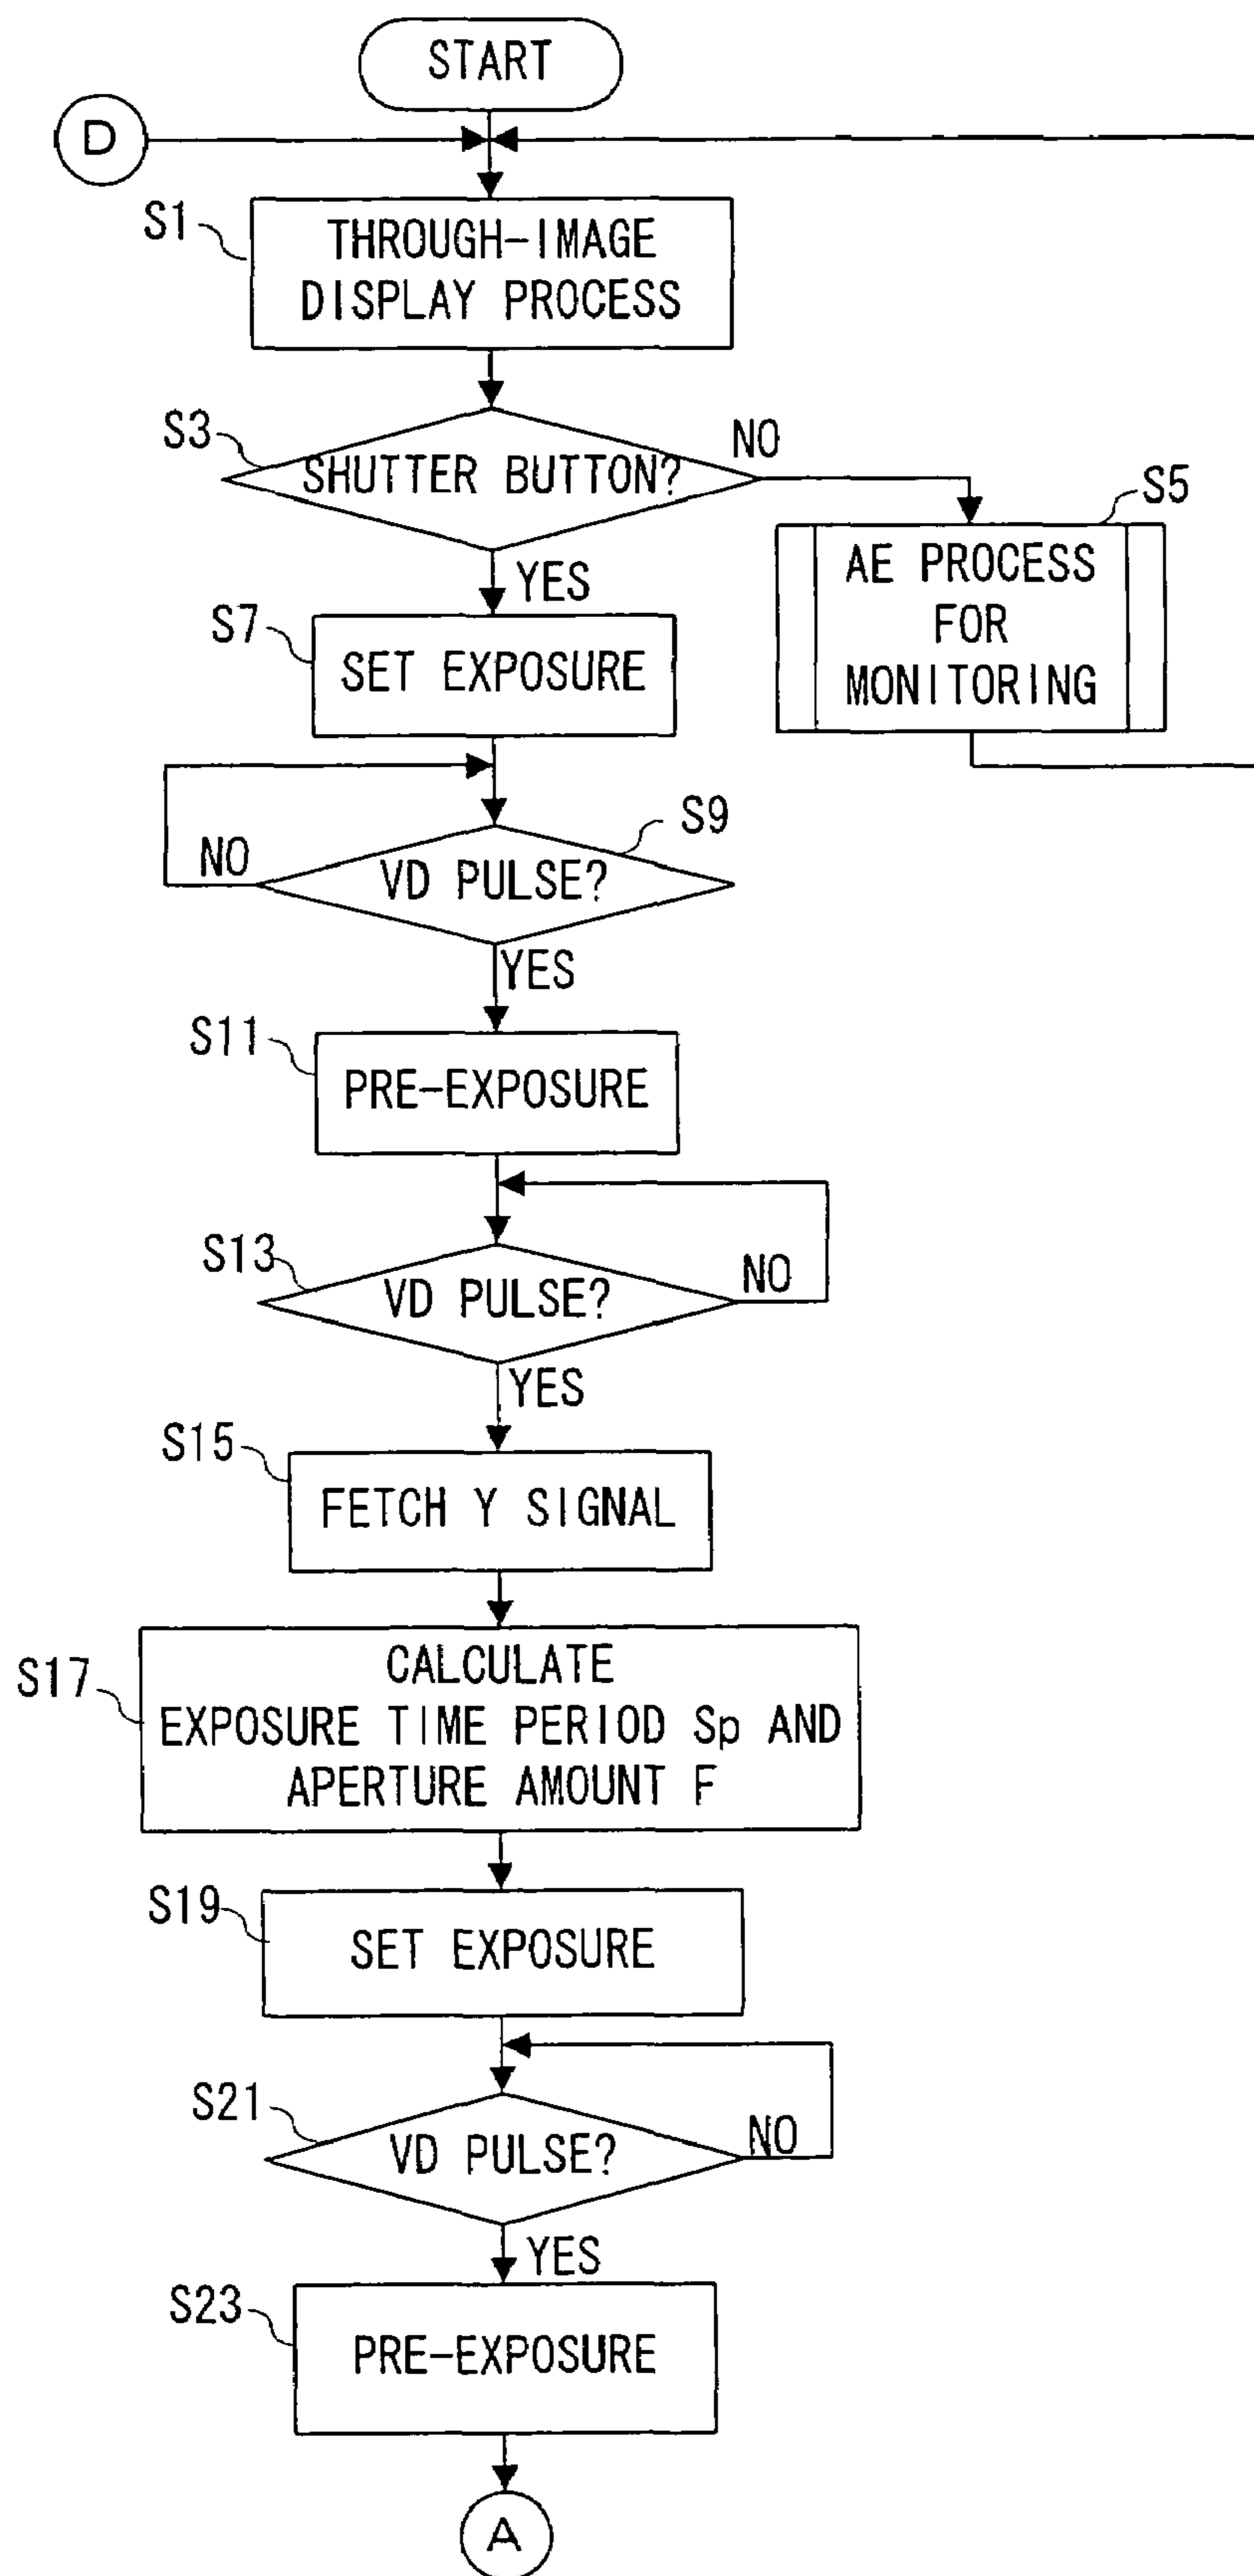 START
D
S1
THROUGH-IMAGE
DISPLAY PROCESS
S3
SHUTTER BUTTON?
NO
S5
AE PROCESS
FOR
MONITORING
YES
S7
SET EXPOSURE
S9
NO
VD PULSE?
YES
S11
PRE-EXPOSURE
S13
VD PULSE?
NO
YES
S15
FETCH Y SIGNAL
S17
CALCULATE
EXPOSURE TIME PERIOD Sp AND
APERTURE AMOUNT F
S19
SET EXPOSURE
S21
VD PULSE?
NO
YES
S23
PRE-EXPOSURE
A